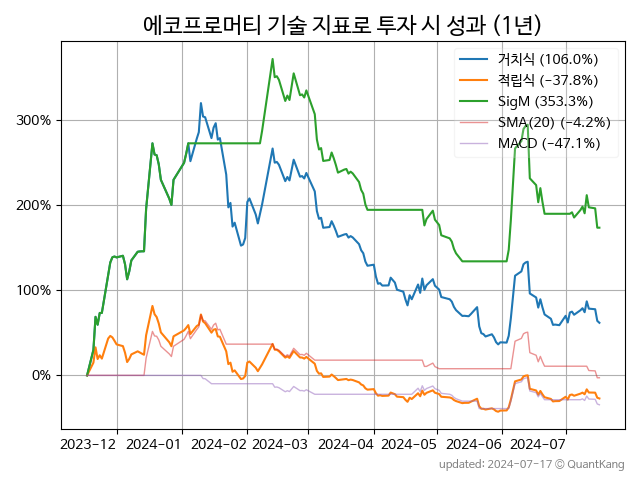 에코프로머티 기술 지표로 투자 시 성과 (1년)
거치식 (106.0%)
적립식 (−37.8%)
SigM (353.3%)
SMA(20) (−4.2%)
MACD (−47.1%)
300%
200%
100%
0%
2023-12 2024-01 2024-02 2024-03 2024-04 2024-05 2024-06 2024-07
updated: 2024-07-17 © QuantKang